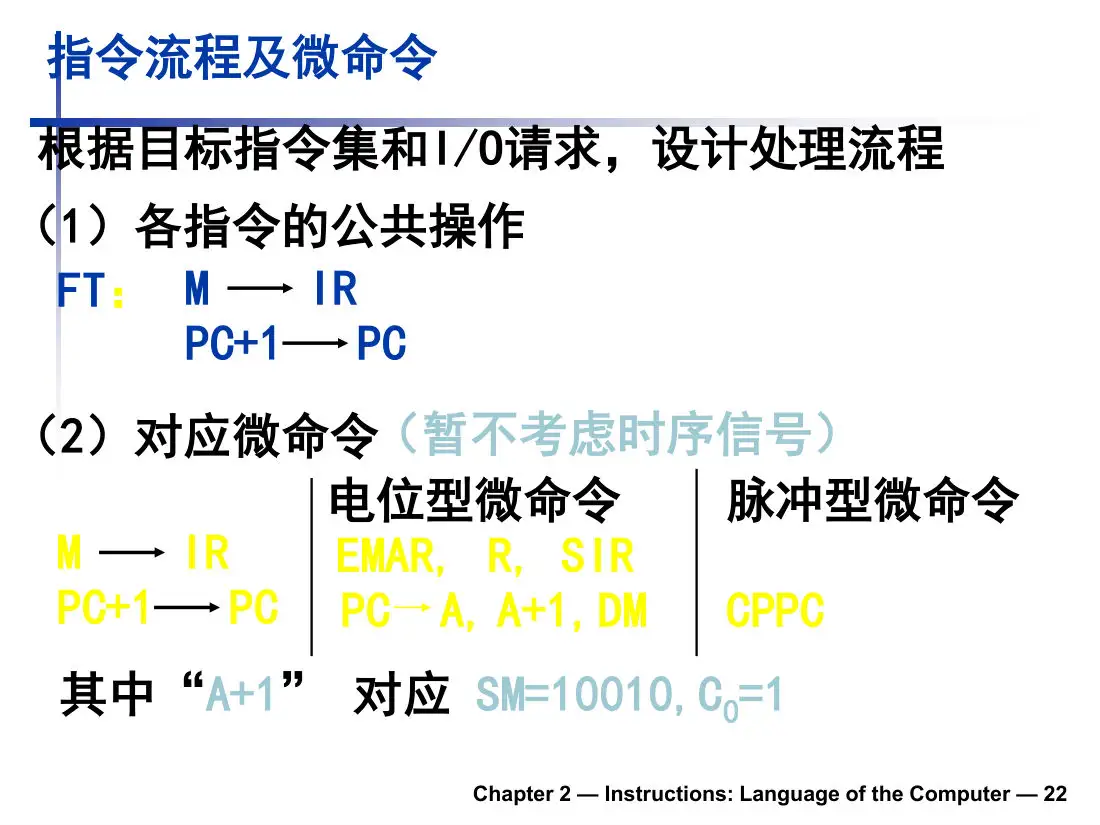 指令流程及微命令
根据目标指令集和I/O请求，设计处理流程
（1）各指令的公共操作
FT： M → IR
PC+1→PC
（2）对应微命令（暂不考虑时序信号）
电位型微命令 脉冲型微命令
M → IR EMAR, R, SIR
PC+1→PC PC→A, A+1, DM CPPC
其中“A+1” 对应 SM=10010, C₀=1
Chapter 2 — Instructions: Language of the Computer — 22